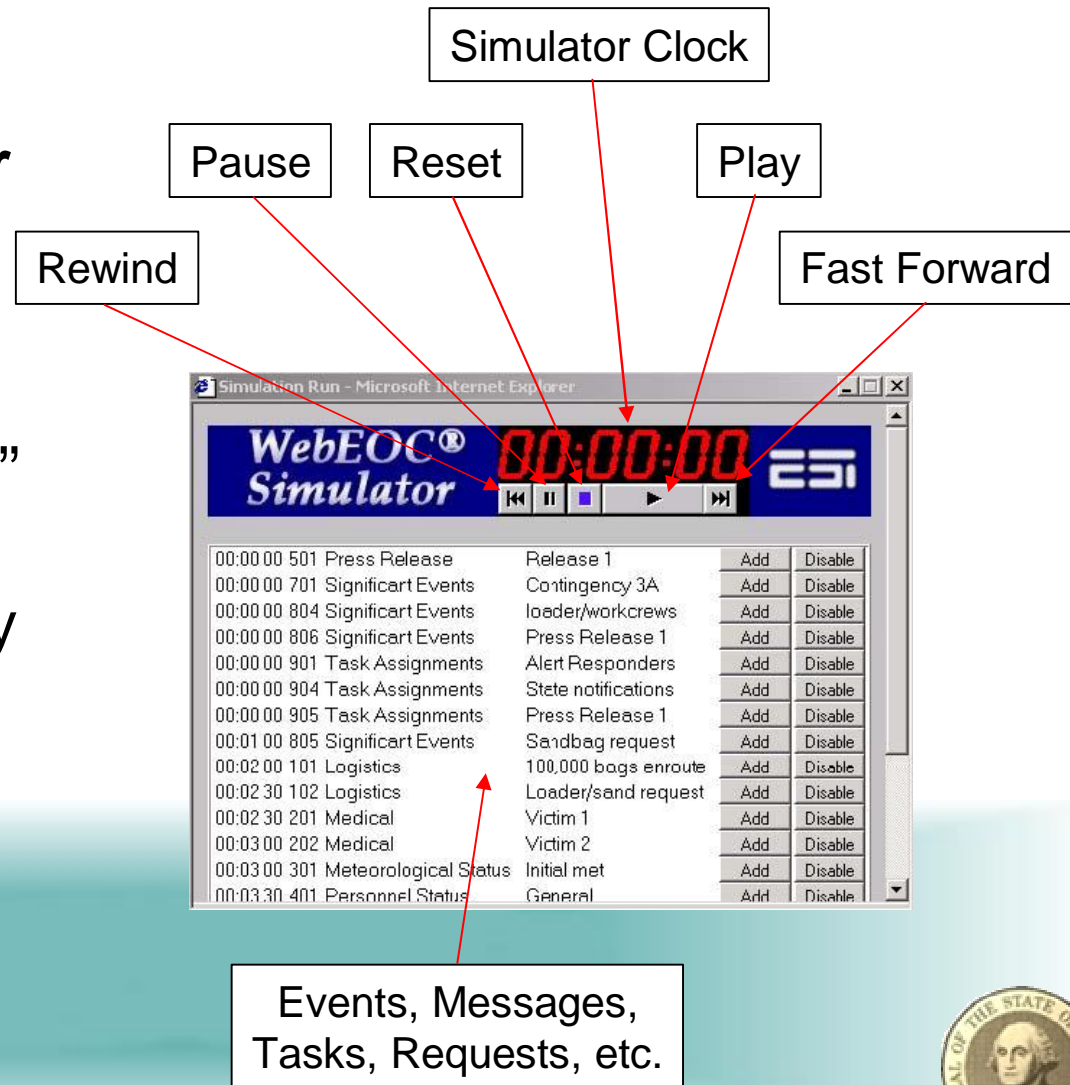 Simulator Clock
r
Pause
Reset
Play
Rewind
Fast Forward
Simulation Run - Microsoft Internet Explorer
”
WebEOC®
Simulator
00:00:00
ESI
y
00:00 00 501 Press Release Release 1 Add Disable
00:00 00 701 Significart Events Contingency 3A Add Disable
00:00 00 804 Significart Events loader/workcrews Add Disable
00:00 00 806 Significart Events Press Release 1 Add Disable
00:00 00 901 Task Assignments Alert Responders Add Disable
00:00 00 904 Task Assignments State notifications Add Disable
00:00 00 905 Task Assignments Press Release 1 Add Disable
00:01 00 805 Significart Events Sandbag request Add Disable
00:02 00 101 Logistics 100,000 bags enroute Add Disable
00:02 30 102 Logistics Loader/sand request Add Disable
00:02 30 201 Medical Victim 1 Add Disable
00:03 00 202 Medical Victim 2 Add Disable
00:03 00 301 Meteorological Status Initial met Add Disable
00:03 30 401 Personnel Status General Add Disable
Events, Messages,
Tasks, Requests, etc.
THE STATE